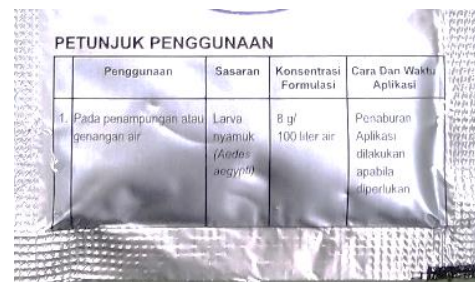 PETUNJUK PENGGUNAAN
Penggunaan
Sasaran
Konsentrasi
Formulasi
Cara Dan Waktu
Aplikasi
1. Pada penampungan atau
genangan air
Larva
nyamuk
(Aedes
aegypti)
8 g/
100 liter air
Penaburan
Aplikasi
dilakukan
apabila
diperlukan